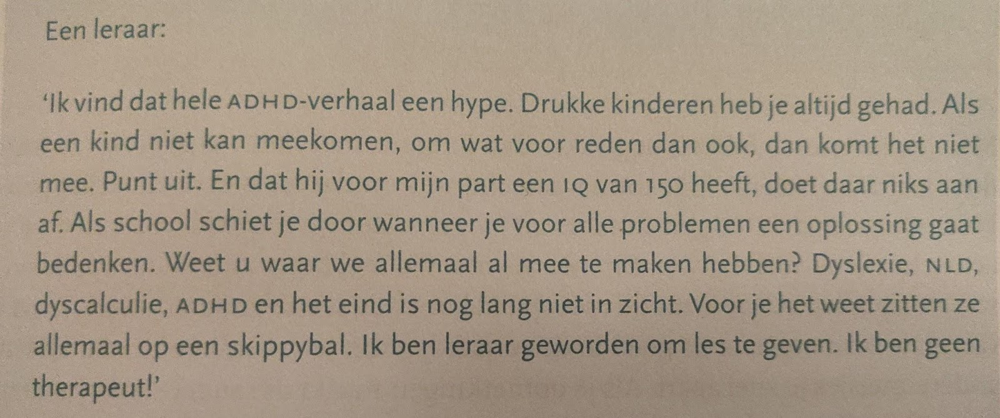 Een leraar:
‘Ik vind dat hele ADHD-verhaal een hype. Drukke kinderen heb je altijd gehad. Als
een kind niet kan meekomen, om wat voor reden dan ook, dan komt het niet
mee. Punt uit. En dat hij voor mijn part een IQ van 150 heeft, doet daar niks aan
af. Als school schiet je door wanneer je voor alle problemen een oplossing gaat
bedenken. Weet u waar we allemaal al mee te maken hebben? Dyslexie, NLD,
dyscalculie, ADHD en het eind is nog lang niet in zicht. Voor je het weet zitten ze
allemaal op een skippybal. Ik ben leraar geworden om les te geven. Ik ben geen
therapeut!’